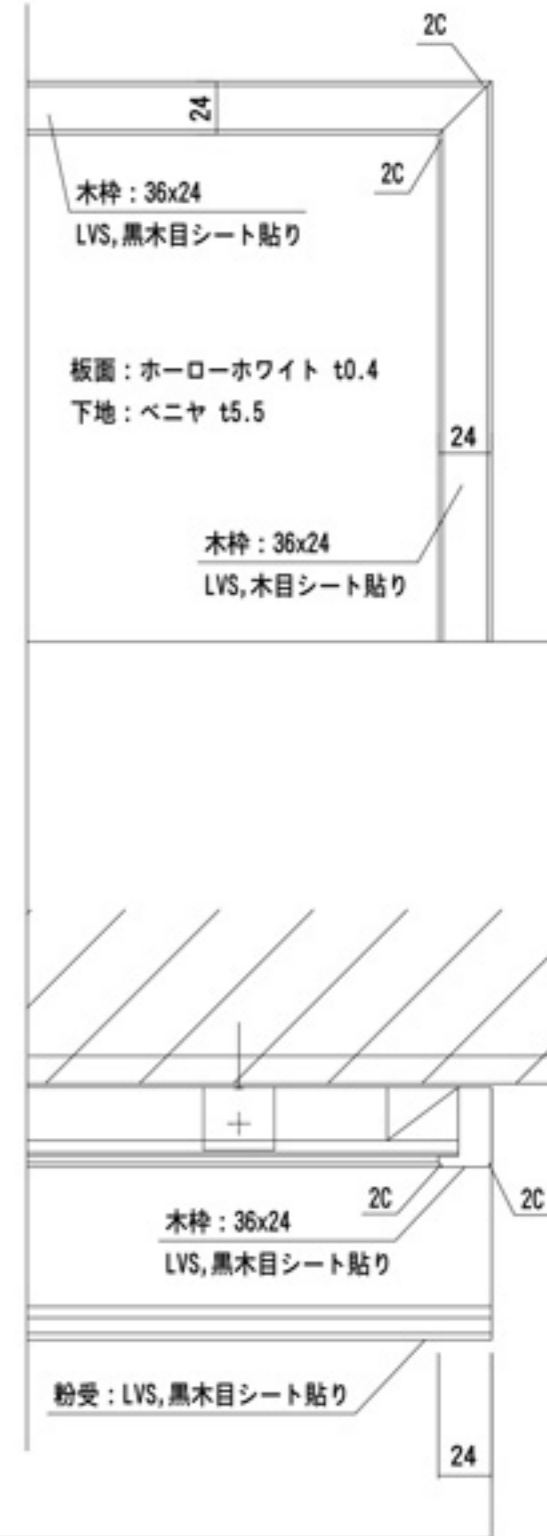 2C
24
2C
木枠：36x24
LVS,黒木目シート貼り
板面：ホーローホワイト t0.4
下地：ベニヤ t5.5
24
木枠：36x24
LVS,木目シート貼り
2C
2C
木枠：36x24
LVS,黒木目シート貼り
粉受：LVS,黒木目シート貼り
24